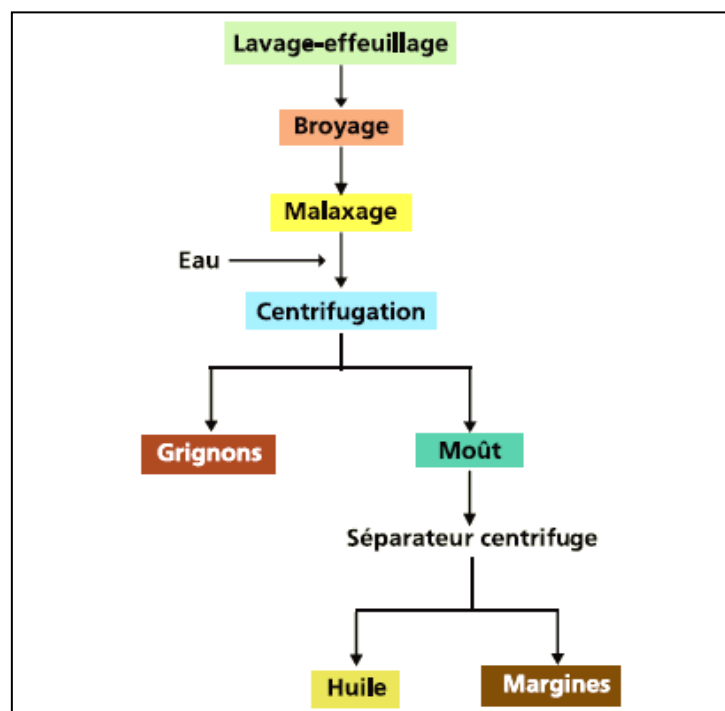 Lavage-effeuillage
Broyage
Malaxage
Eau
Centrifugation
Grignons
Moût
Séparateur centrifuge
Huile
Margines